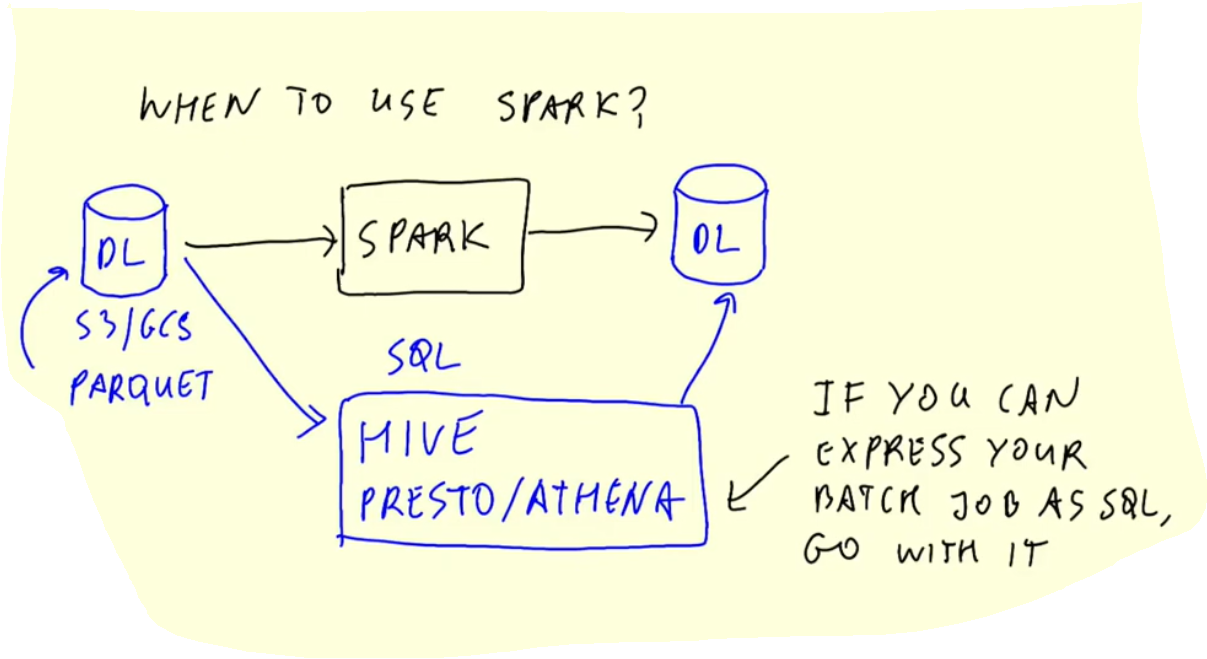 WHEN TO USE SPARK?
DL
S3/GCS
PARQUET
SPARK
DL
SQL
HIVE
PRESTO/ATHENA
IF YOU CAN
EXPRESS YOUR
BATCH JOB AS SQL,
GO WITH IT